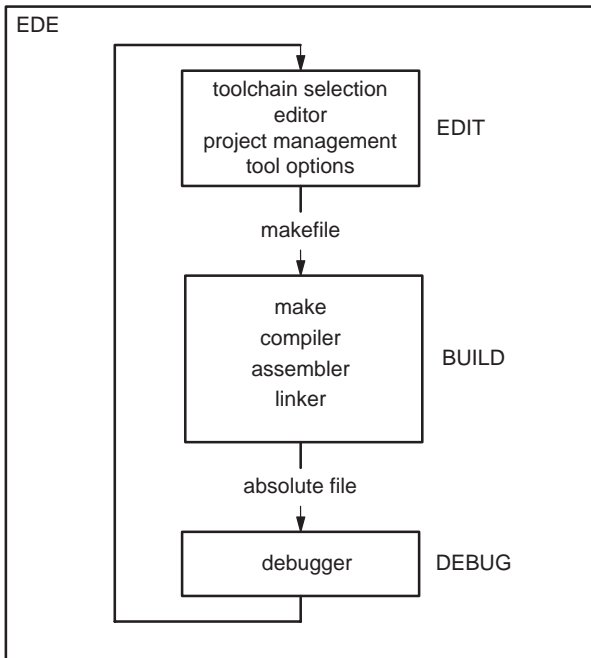 EDE
toolchain selection
editor
project management
tool options
EDIT
makefile
make
compiler
assembler
linker
BUILD
absolute file
debugger
DEBUG